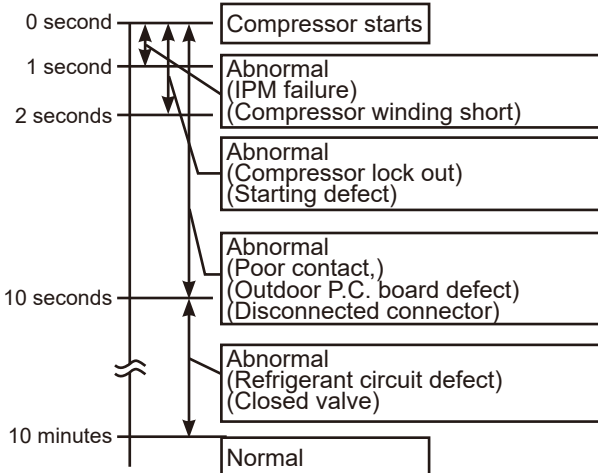 0 second
Compressor starts
1 second
Abnormal
(IPM failure)
(Compressor winding short)
2 seconds
Abnormal
(Compressor lock out)
(Starting defect)
Abnormal
(Poor contact,)
(Outdoor P.C. board defect)
(Disconnected connector)
10 seconds
Abnormal
(Refrigerant circuit defect)
(Closed valve)
10 minutes
Normal